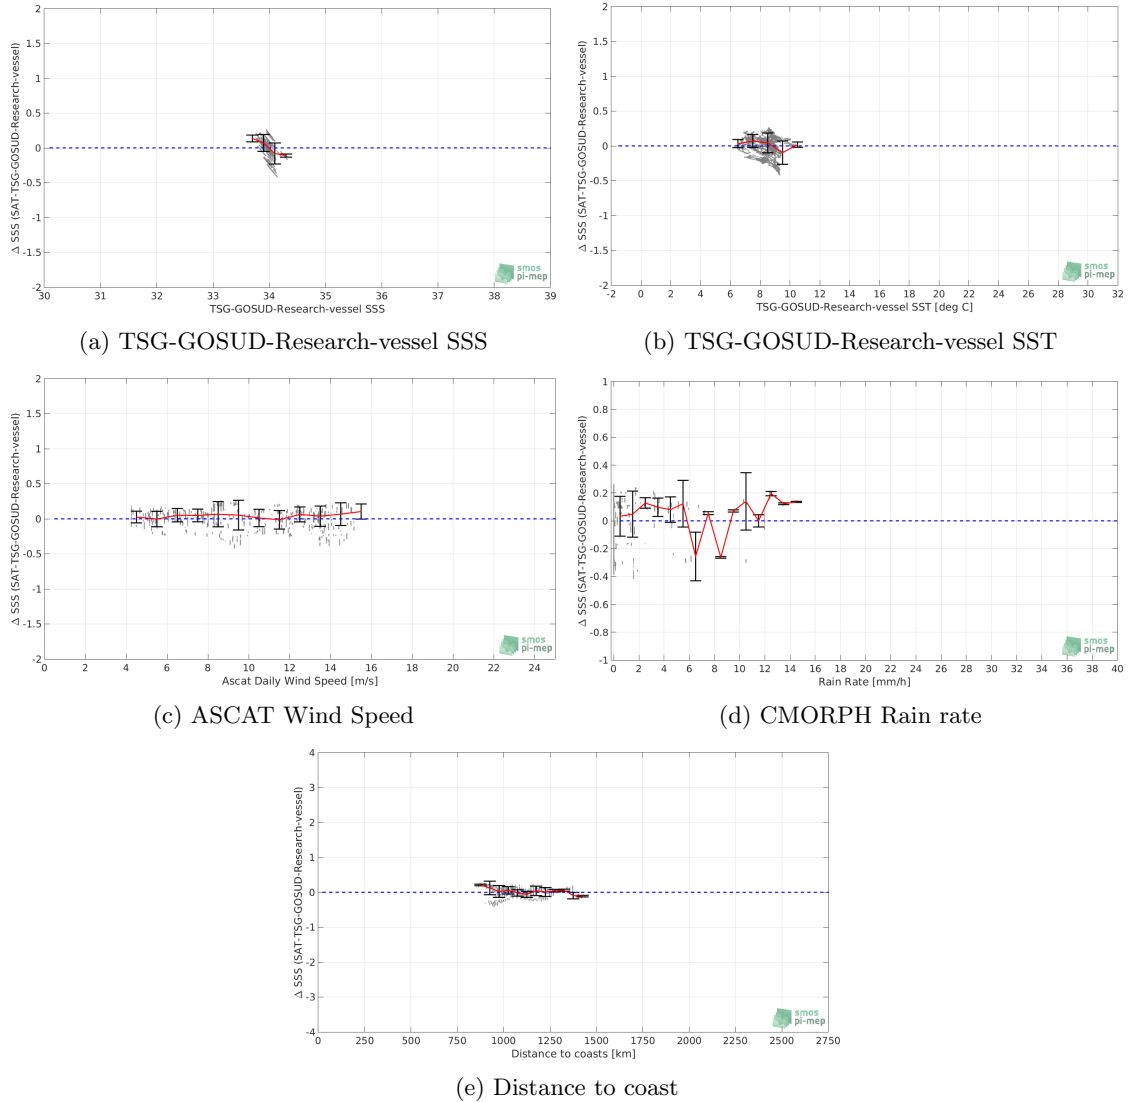 2
1.5
1
0.5
0
-0.5
-1
-1.5
-2
Δ SSS (SAT-TSG-GOSUD-Research-vessel)
30 31 32 33 34 35 36 37 38 39
TSG-GOSUD-Research-vessel SSS
smos
pi-mep
(a) TSG-GOSUD-Research-vessel SSS
2
1.5
1
0.5
0
-0.5
-1
-1.5
-2
Δ SSS (SAT-TSG-GOSUD-Research-vessel)
-2 0 2 4 6 8 10 12 14 16 18 20 22 24 26 28 30 32
TSG-GOSUD-Research-vessel SST [deg C]
smos
pi-mep
(b) TSG-GOSUD-Research-vessel SST
2
1.5
1
0.5
0
-0.5
-1
-1.5
-2
Δ SSS (SAT-TSG-GOSUD-Research-vessel)
0 2 4 6 8 10 12 14 16 18 20 22 24
Ascat Daily Wind Speed [m/s]
smos
pi-mep
(c) ASCAT Wind Speed
1
0.8
0.6
0.4
0.2
0
-0.2
-0.4
-0.6
-0.8
-1
Δ SSS (SAT-TSG-GOSUD-Research-vessel)
0 2 4 6 8 10 12 14 16 18 20 22 24 26 28 30 32 34 36 38 40
Rain Rate [mm/h]
smos
pi-mep
(d) CMORPH Rain rate
4
3
2
1
0
-1
-2
-3
-4
Δ SSS (SAT-TSG-GOSUD-Research-vessel)
0 250 500 750 1000 1250 1500 1750 2000 2250 2500 2750
Distance to coasts [km]
smos
pi-mep
(e) Distance to coast